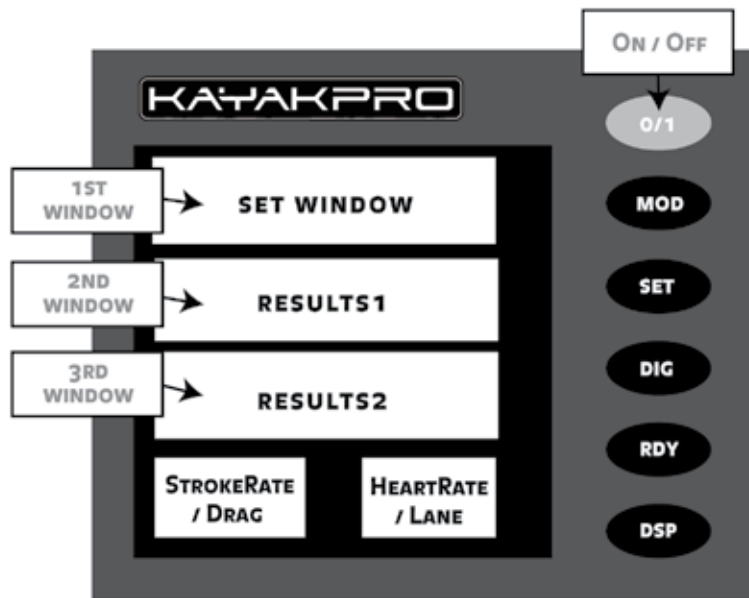 ON / OFF
KAYAKPRO
0/1
1ST
WINDOW
SET WINDOW
MOD
2ND
WINDOW
RESULTS1
SET
3RD
WINDOW
RESULTS2
DIG
RDY
STROKERATE
/ DRAG
HEARTRATE
/ LANE
DSP